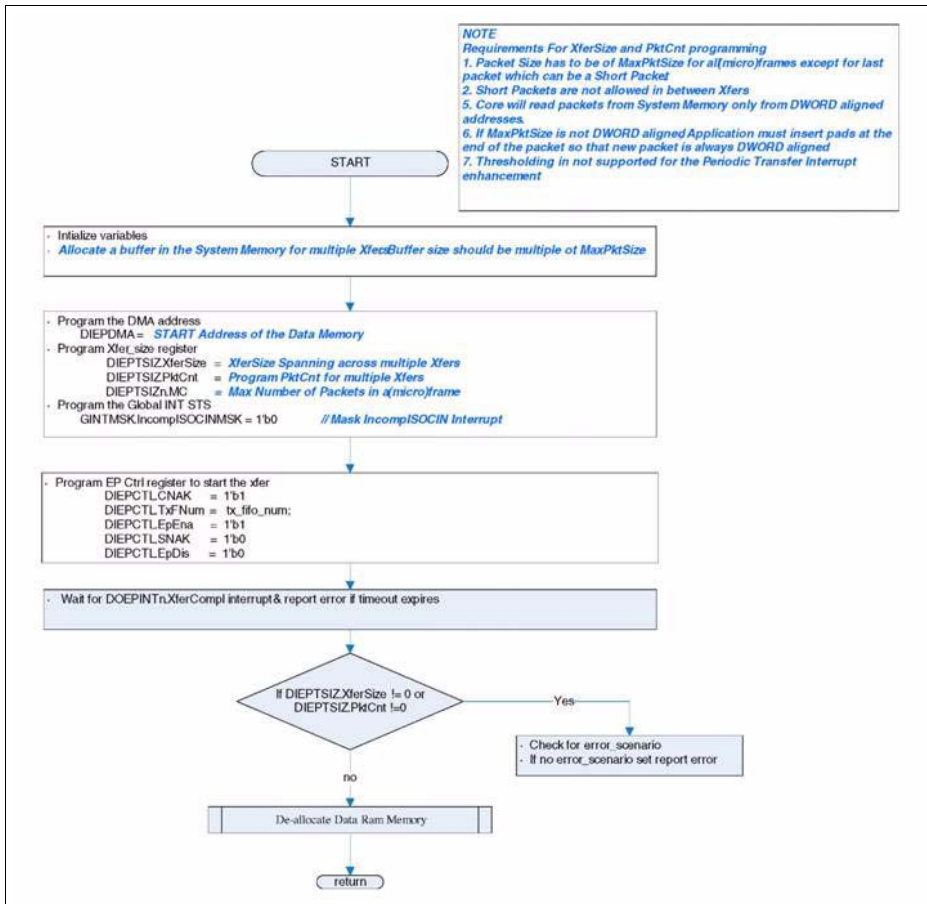 NOTE
Requirements For XferSize and PktCnt programming
1. Packet Size has to be of MaxPktSize for all(micro)frames except for last
packet which can be a Short Packet
2. Short Packets are not allowed in between Xfers
5. Core will read packets from System Memory only from DWORD aligned
addresses.
6. If MaxPktSize is not DWORD aligned Application must insert pads at the
end of the packet so that new packet is always DWORD aligned
7. Thresholding in not supported for the Periodic Transfer Interrupt
enhancement
START
- Intialize variables
- Allocate a buffer in the System Memory for multiple XfersBuffer size should be multiple of MaxPktSize
- Program the DMA address
DIEPDMA = START Address of the Data Memory
- Program Xfer_size register
DIEPTSIZ.XferSize = XferSize Spanning across multiple Xfers
DIEPTSIZ.PktCnt = Program PktCnt for multiple Xfers
DIEPTSIZn.MC = Max Number of Packets in a(micro)frame
- Program the Global INT STS
GINTMSK.IncompISOCINMSK = 1'b0 // Mask IncompISOCIN Interrupt
- Program EP Ctrl register to start the xfer
DIEPCTL.CNAK = 1'b1
DIEPCTL.TxFNum = tx_fifo_num;
DIEPCTL.EpEna = 1'b1
DIEPCTL.SNAK = 1'b0
DIEPCTL.EpDis = 1'b0
- Wait for DOEPINTn.XferCompl interrupt & report error if timeout expires
If DIEPTSIZ.XferSize != 0 or
DIEPTSIZ.PktCnt !=0
Yes
- Check for error_scenario
- If no error_scenario set report error
no
De-allocate Data Ram Memory
return